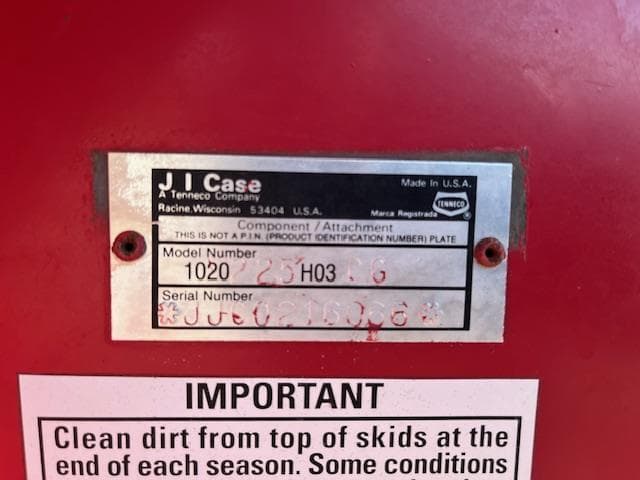 J I Case
A Tenneco Company
Racine, Wisconsin 53404 U.S.A.
Made in U.S.A.
TENNECO
Marca Registrada ®
Component / Attachment
THIS IS NOT A P.I.N. (PRODUCT IDENTIFICATION NUMBER) PLATE
Model Number
1020 H03
Serial Number
IMPORTANT
Clean dirt from top of skids at the
end of each season. Some conditions